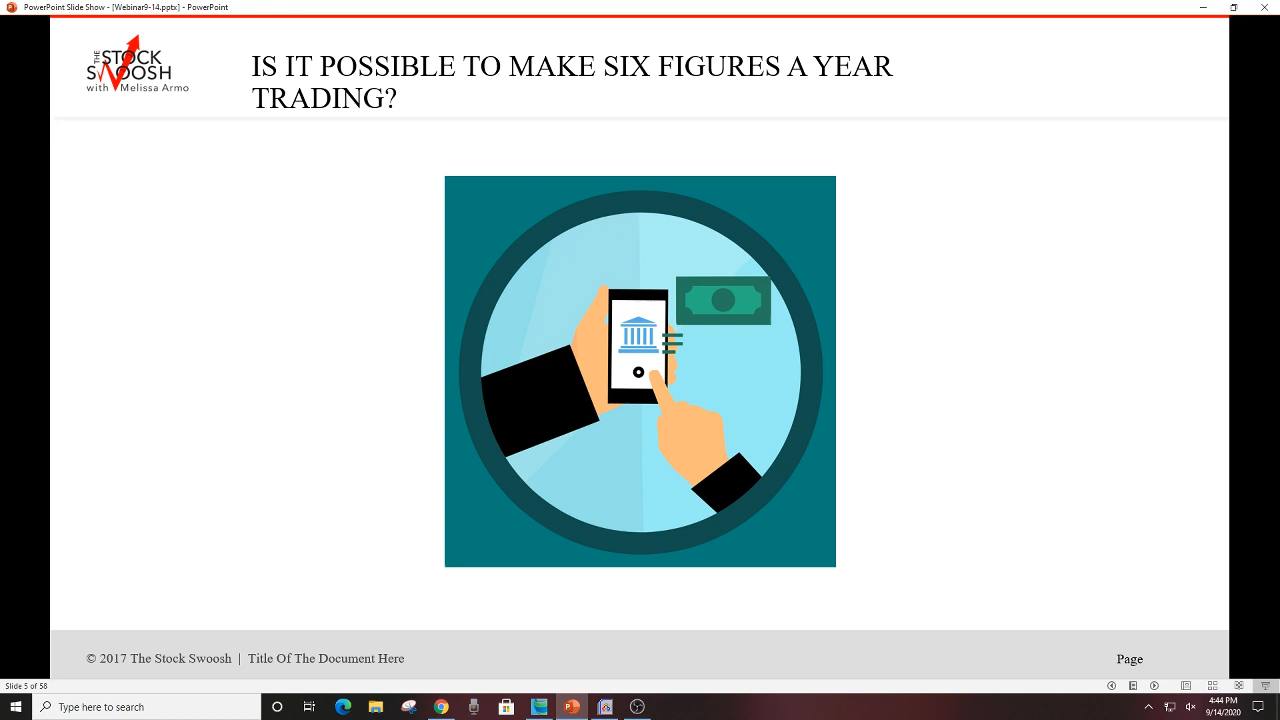 PowerPoint Slide Show - [Webinar9-14.pptx] - PowerPoint
THE
STOCK
SWOOSH
with Melissa Armo
IS IT POSSIBLE TO MAKE SIX FIGURES A YEAR
TRADING?
© 2017 The Stock Swoosh | Title Of The Document Here
Page
Slide 5 of 58
Type here to search
4:44 PM
9/14/2020